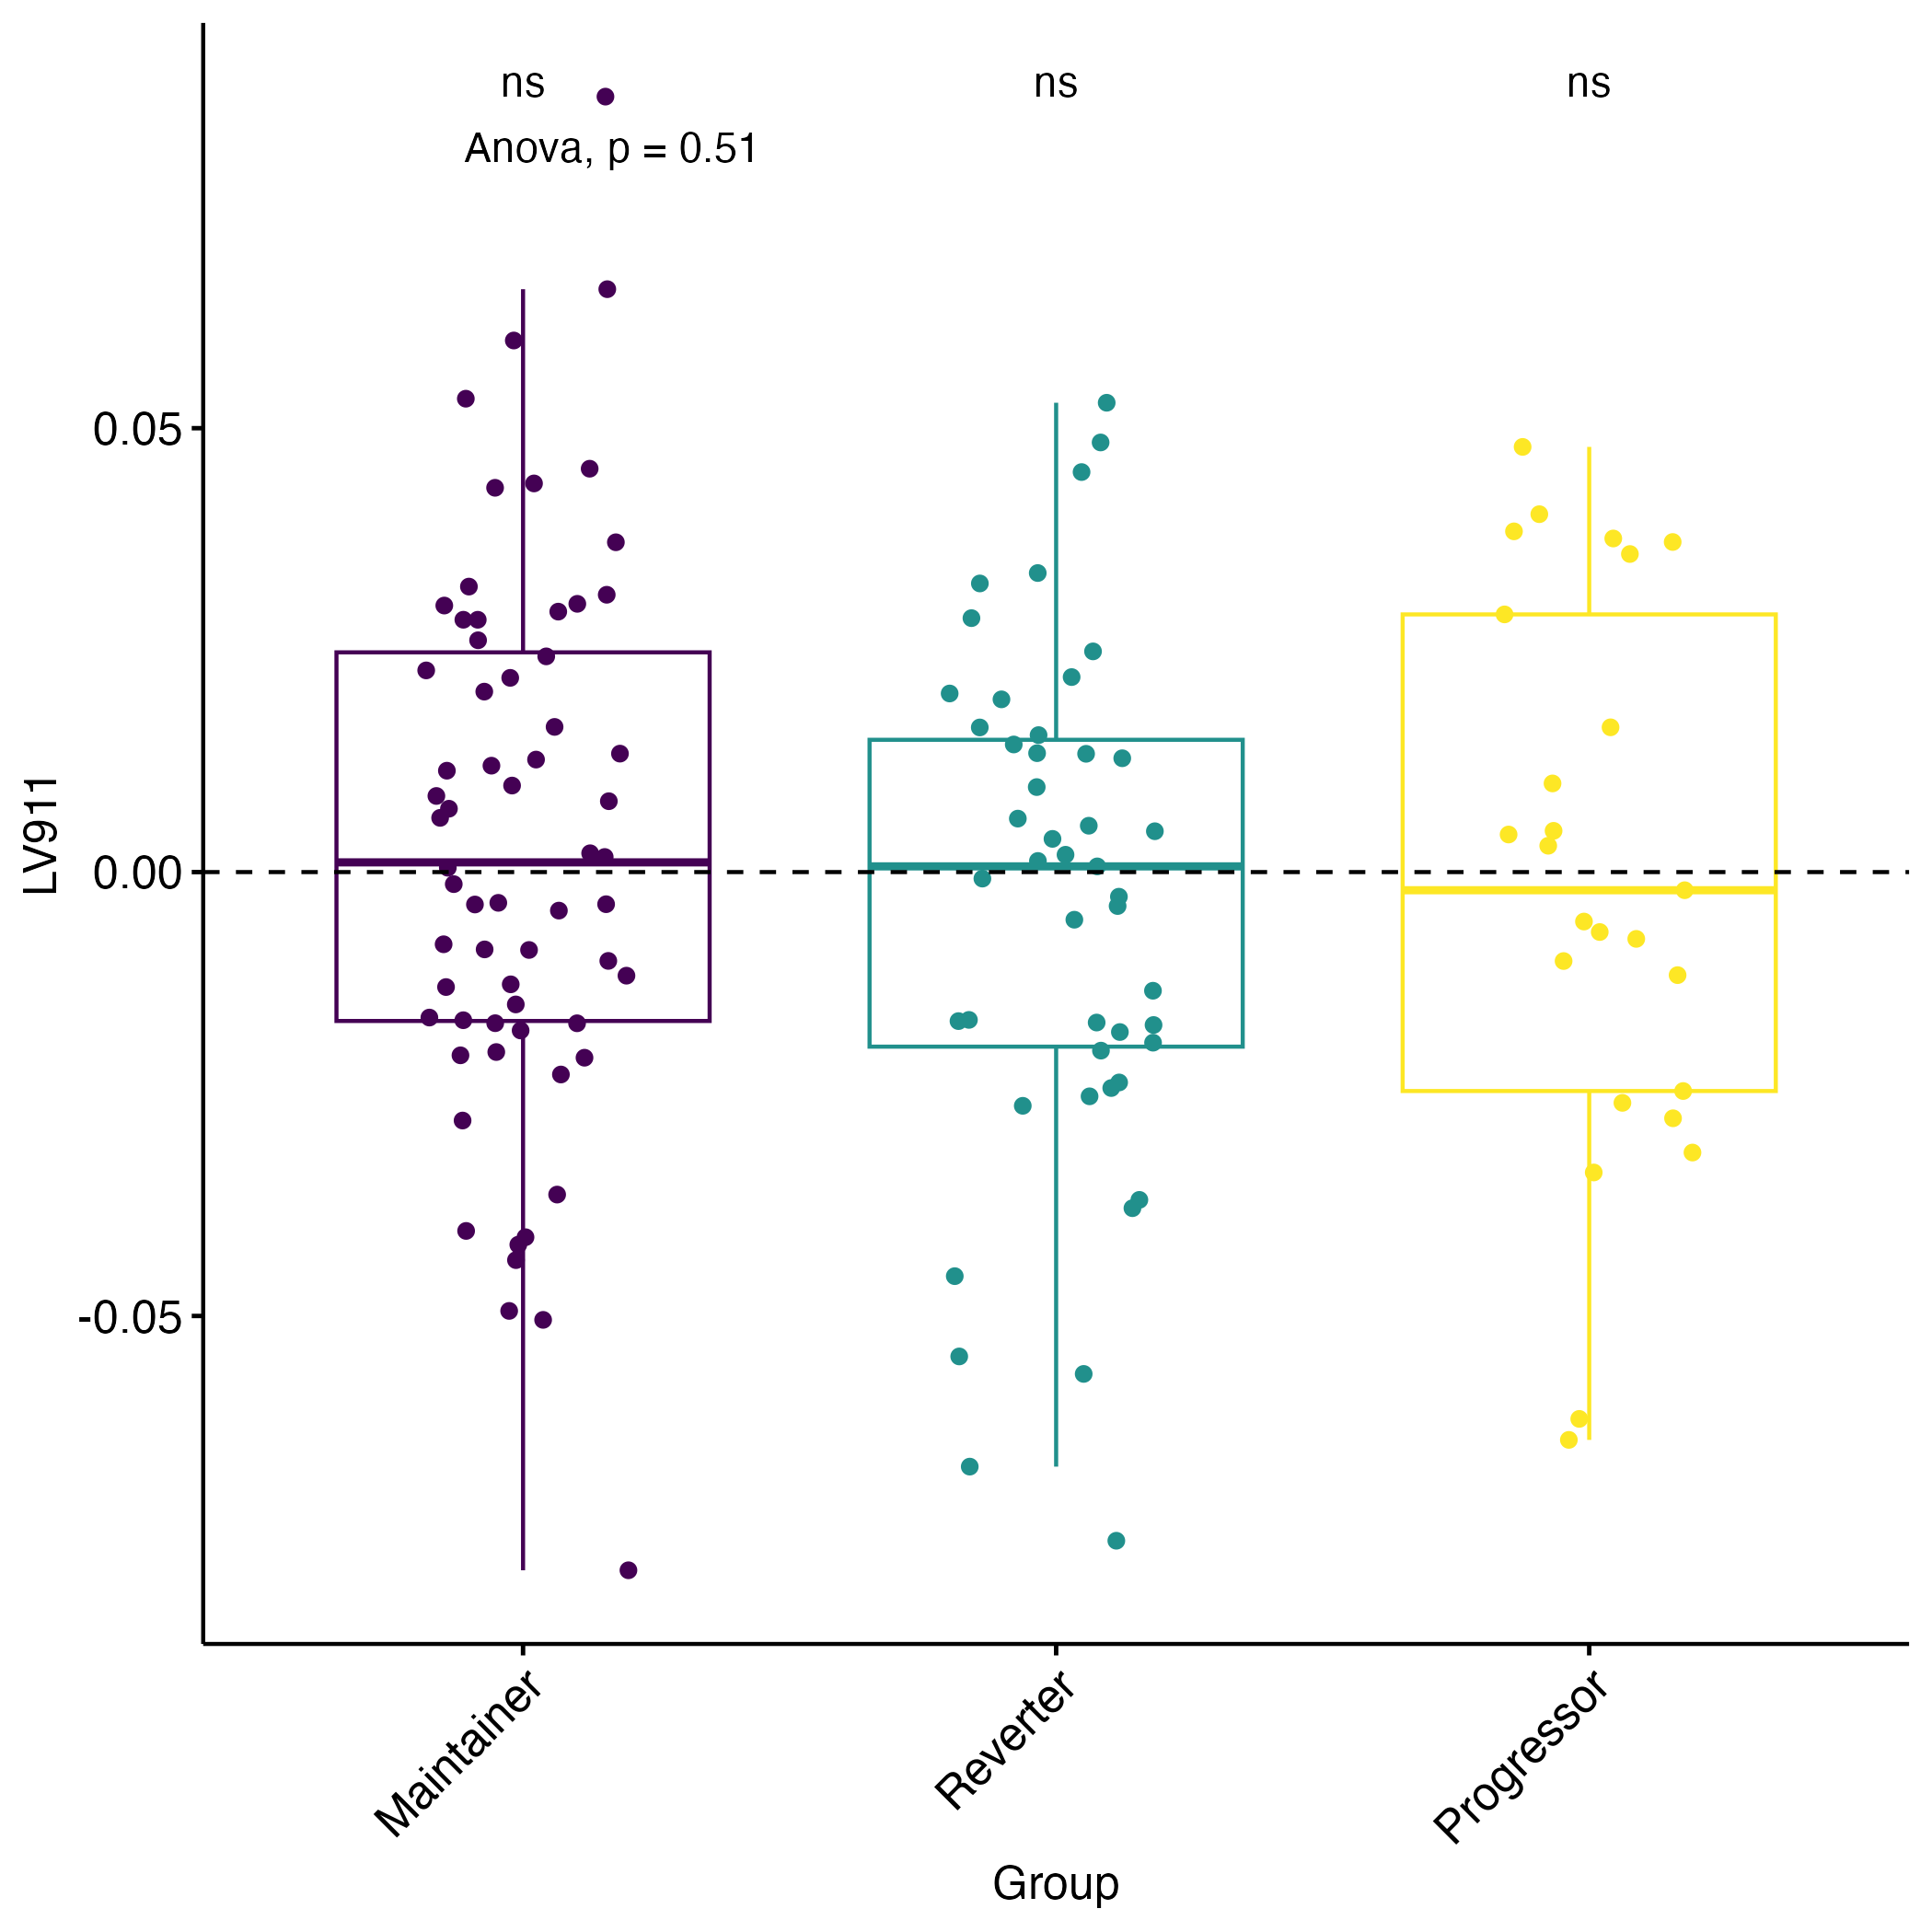 ns ns ns
Anova, p = 0.51
0.05
0.00
-0.05
LV911
Maintainer Reverter Progressor
Group